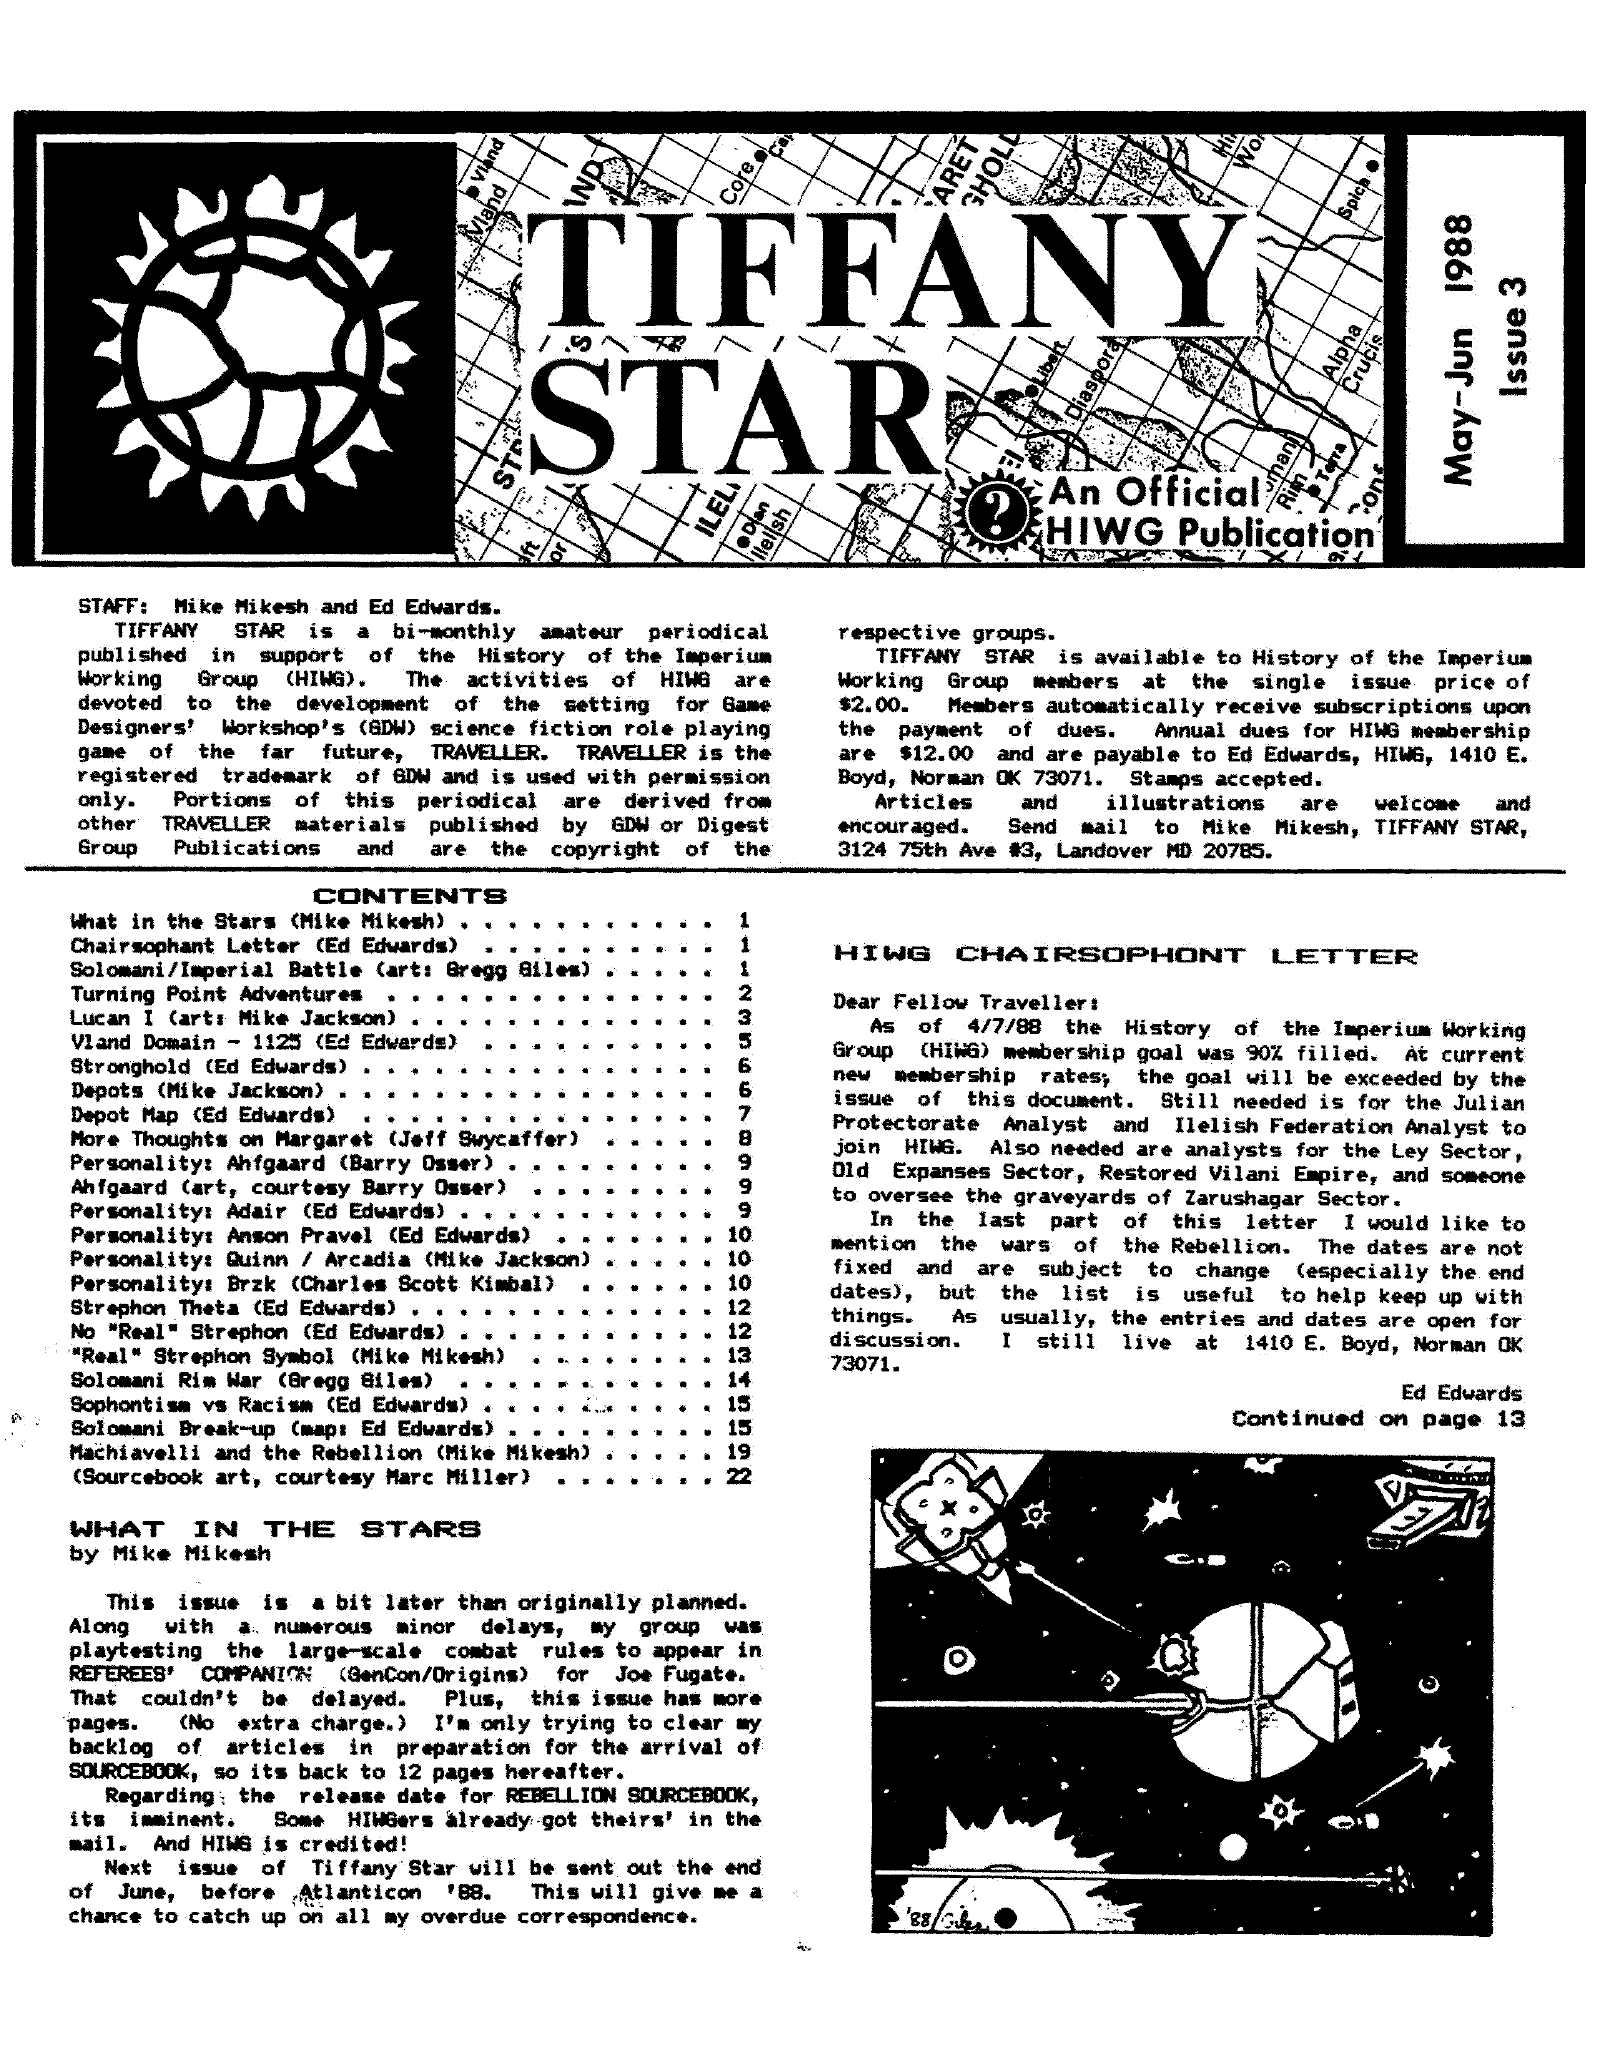 TIFFANY
STAR
An Official
HIWG Publication
May-Jun 1988
Issue 3
Vland
Core
Spica
Libert
Diaspora
Alpha
Crucis
Dlan
Ilelish
Terra
STAFF: Mike Mikesh and Ed Edwards.
TIFFANY STAR is a bi-monthly amateur periodical
published in support of the History of the Imperium
Working Group (HIWG). The activities of HIWG are
devoted to the development of the setting for Game
Designers' Workshop's (GDW) science fiction role playing
game of the far future, TRAVELLER. TRAVELLER is the
registered trademark of GDW and is used with permission
only. Portions of this periodical are derived from
other TRAVELLER materials published by GDW or Digest
Group Publications and are the copyright of the
respective groups.
TIFFANY STAR is available to History of the Imperium
Working Group members at the single issue price of
$2.00. Members automatically receive subscriptions upon
the payment of dues. Annual dues for HIWG membership
are $12.00 and are payable to Ed Edwards, HIWG, 1410 E.
Boyd, Norman OK 73071. Stamps accepted.
Articles and illustrations are welcome and
encouraged. Send mail to Mike Mikesh, TIFFANY STAR,
3124 75th Ave #3, Landover MD 20785.
CONTENTS
What in the Stars (Mike Mikesh) . . . . . . . . . . . 1
Chairsophant Letter (Ed Edwards) . . . . . . . . . . 1
Solomani/Imperial Battle (art: Gregg Giles) . . . . . 1
Turning Point Adventures . . . . . . . . . . . . . . 2
Lucan I (art: Mike Jackson) . . . . . . . . . . . . . 3
Vland Domain - 1125 (Ed Edwards) . . . . . . . . . . 5
Stronghold (Ed Edwards) . . . . . . . . . . . . . . . 6
Depots (Mike Jackson) . . . . . . . . . . . . . . . . 6
Depot Map (Ed Edwards) . . . . . . . . . . . . . . . 7
More Thoughts on Margaret (Jeff Swycaffer) . . . . . 8
Personality: Ahfgaard (Barry Osser) . . . . . . . . . 9
Ahfgaard (art, courtesy Barry Osser) . . . . . . . . 9
Personality: Adair (Ed Edwards) . . . . . . . . . . . 9
Personality: Anson Pravel (Ed Edwards) . . . . . . . 10
Personality: Quinn / Arcadia (Mike Jackson) . . . . . 10
Personality: Brzk (Charles Scott Kimbal) . . . . . . 10
Strephon Theta (Ed Edwards) . . . . . . . . . . . . . 12
No "Real" Strephon (Ed Edwards) . . . . . . . . . . . 12
"Real" Strephon Symbol (Mike Mikesh) . . . . . . . . 13
Solomani Rim War (Gregg Giles) . . . . . . . . . . . 14
Sophontism vs Racism (Ed Edwards) . . . . . . . . . . 15
Solomani Break-up (map: Ed Edwards) . . . . . . . . . 15
Machiavelli and the Rebellion (Mike Mikesh) . . . . . 19
(Sourcebook art, courtesy Marc Miller) . . . . . . . 22
WHAT IN THE STARS
by Mike Mikesh
This issue is a bit later than originally planned.
Along with a numerous minor delays, my group was
playtesting the large-scale combat rules to appear in
REFEREES' COMPANION (GenCon/Origins) for Joe Fugate.
That couldn't be delayed. Plus, this issue has more
pages. (No extra charge.) I'm only trying to clear my
backlog of articles in preparation for the arrival of
SOURCEBOOK, so its back to 12 pages hereafter.
Regarding the release date for REBELLION SOURCEBOOK,
its imminent. Some HIWGers already got theirs' in the
mail. And HIWG is credited!
Next issue of Tiffany Star will be sent out the end
of June, before Atlanticon '88. This will give me a
chance to catch up on all my overdue correspondence.
HIWG CHAIRSOPHONT LETTER
Dear Fellow Traveller:
As of 4/7/88 the History of the Imperium Working
Group (HIWG) membership goal was 90% filled. At current
new membership rates, the goal will be exceeded by the
issue of this document. Still needed is for the Julian
Protectorate Analyst and Ilelish Federation Analyst to
join HIWG. Also needed are analysts for the Ley Sector,
Old Expanses Sector, Restored Vilani Empire, and someone
to oversee the graveyards of Zarushagar Sector.
In the last part of this letter I would like to
mention the wars of the Rebellion. The dates are not
fixed and are subject to change (especially the end
dates), but the list is useful to help keep up with
things. As usually, the entries and dates are open for
discussion. I still live at 1410 E. Boyd, Norman OK
73071.
Ed Edwards
Continued on page 13
'88 Giles